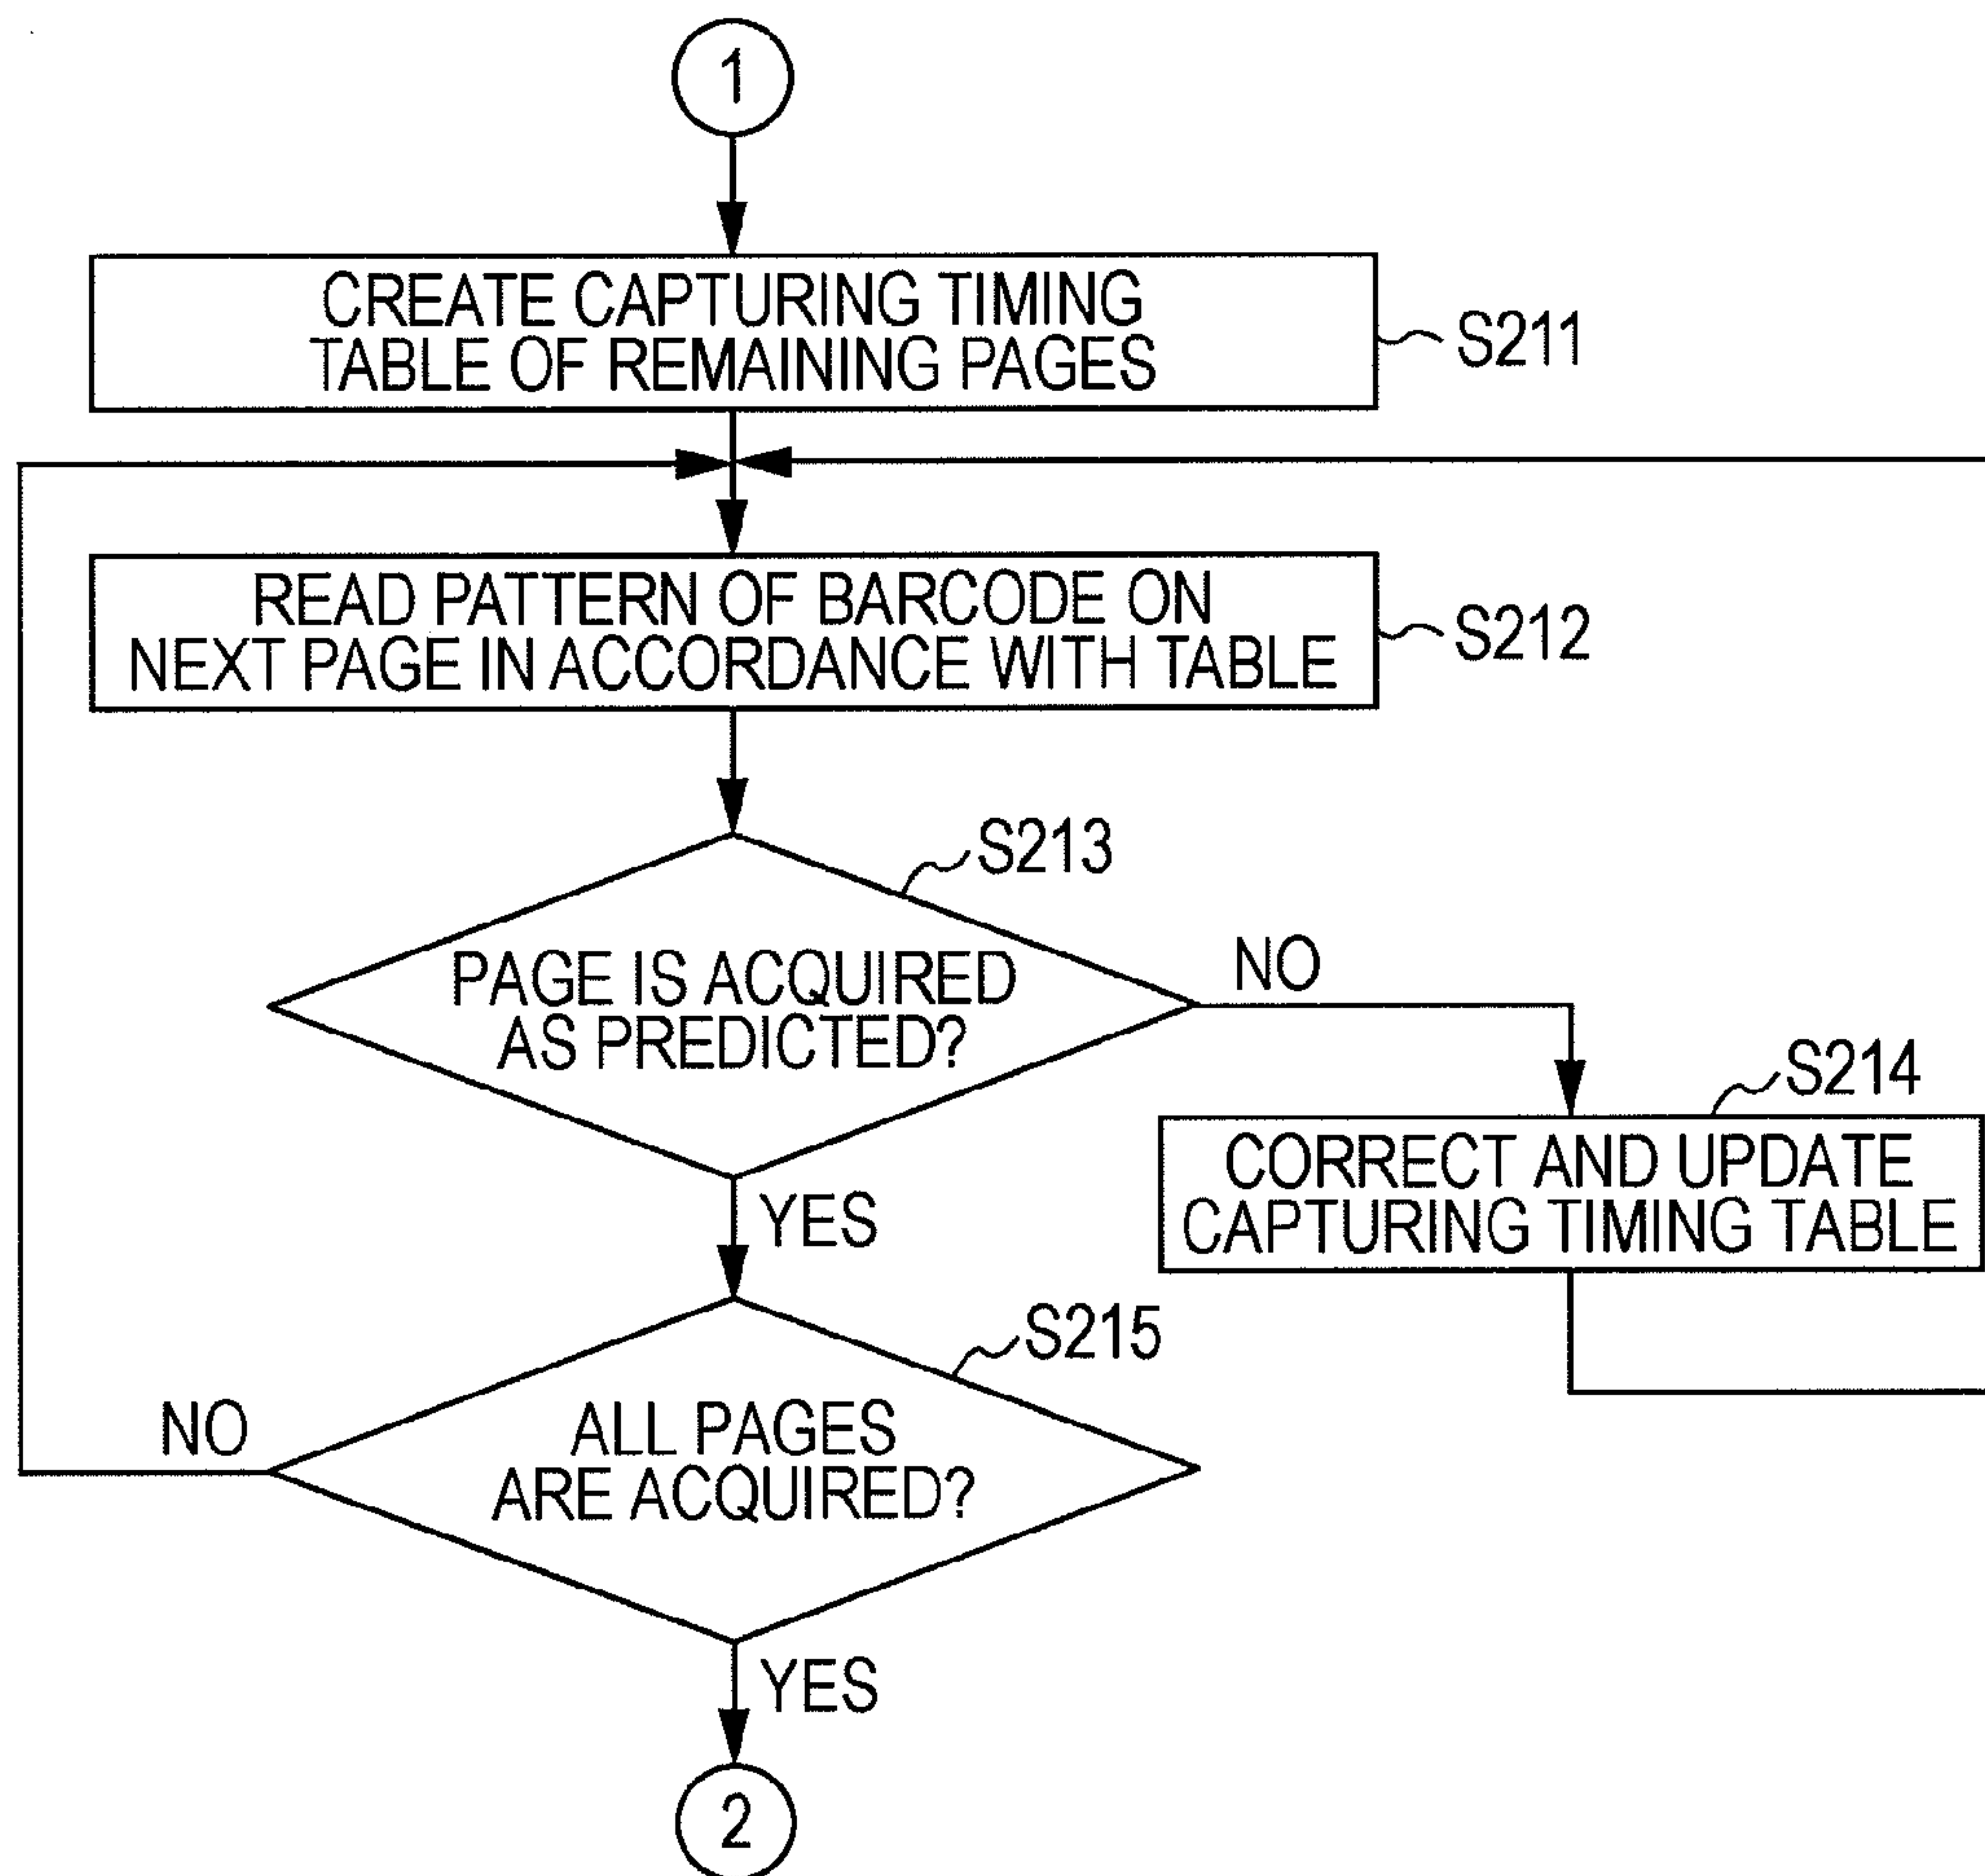 1
CREATE CAPTURING TIMING
TABLE OF REMAINING PAGES
S211
READ PATTERN OF BARCODE ON
NEXT PAGE IN ACCORDANCE WITH TABLE
S212
S213
PAGE IS ACQUIRED
AS PREDICTED?
NO
S214
CORRECT AND UPDATE
CAPTURING TIMING TABLE
YES
S215
ALL PAGES
ARE ACQUIRED?
NO
YES
2